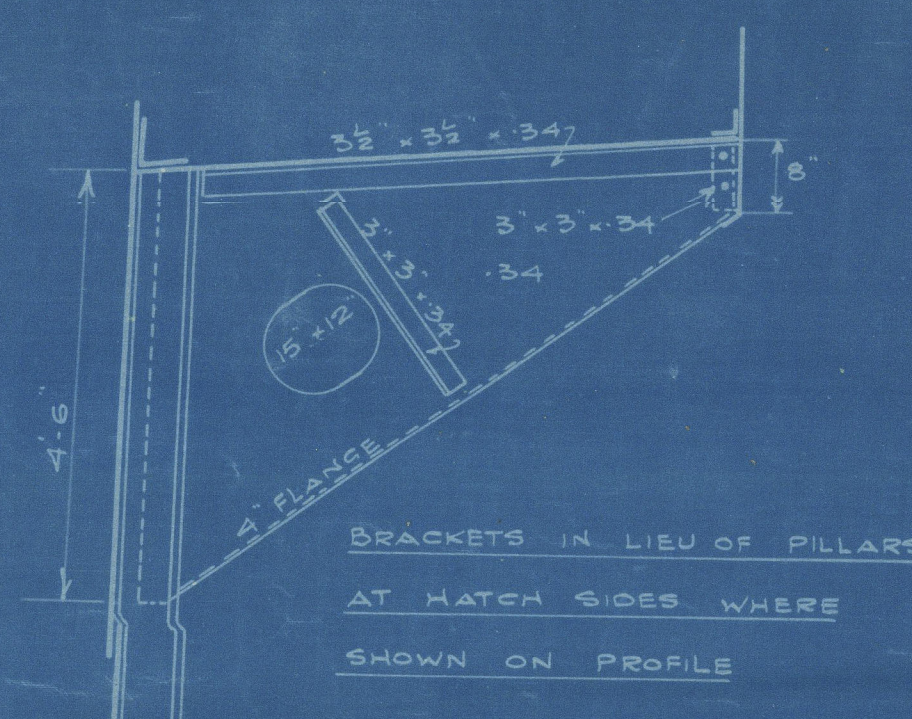 3½" × 3½" × .34
8"
3" × 3" × .34
.34
3" × 3" × .34
15" × 12"
4'-6"
4" FLANGE
BRACKETS IN LIEU OF PILLARS
AT HATCH SIDES WHERE
SHOWN ON PROFILE